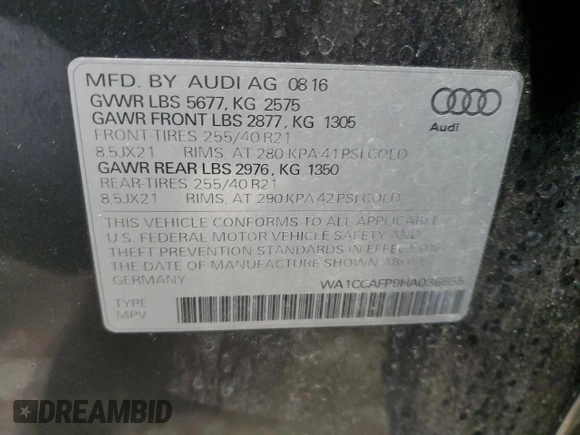 MFD. BY AUDI AG 08 16
GVWR LBS 5677, KG 2575
GAWR FRONT LBS 2877, KG 1305
FRONT-TIRES 255/40 R21
8,5JX21 RIMS, AT 280 KPA 41 PSI COLD
GAWR REAR LBS 2976, KG 1350
REAR-TIRES 255/40 R21
8,5JX21 RIMS, AT 290 KPA 42 PSI COLD
Audi
THIS VEHICLE CONFORMS TO ALL APPLICABLE
U.S. FEDERAL MOTOR VEHICLE SAFETY AND
THEFT PREVENTION STANDARDS IN EFFECT ON
THE DATE OF MANUFACTURE SHOWN ABOVE.
GERMANY
TYPE
MPV
DREAMBID